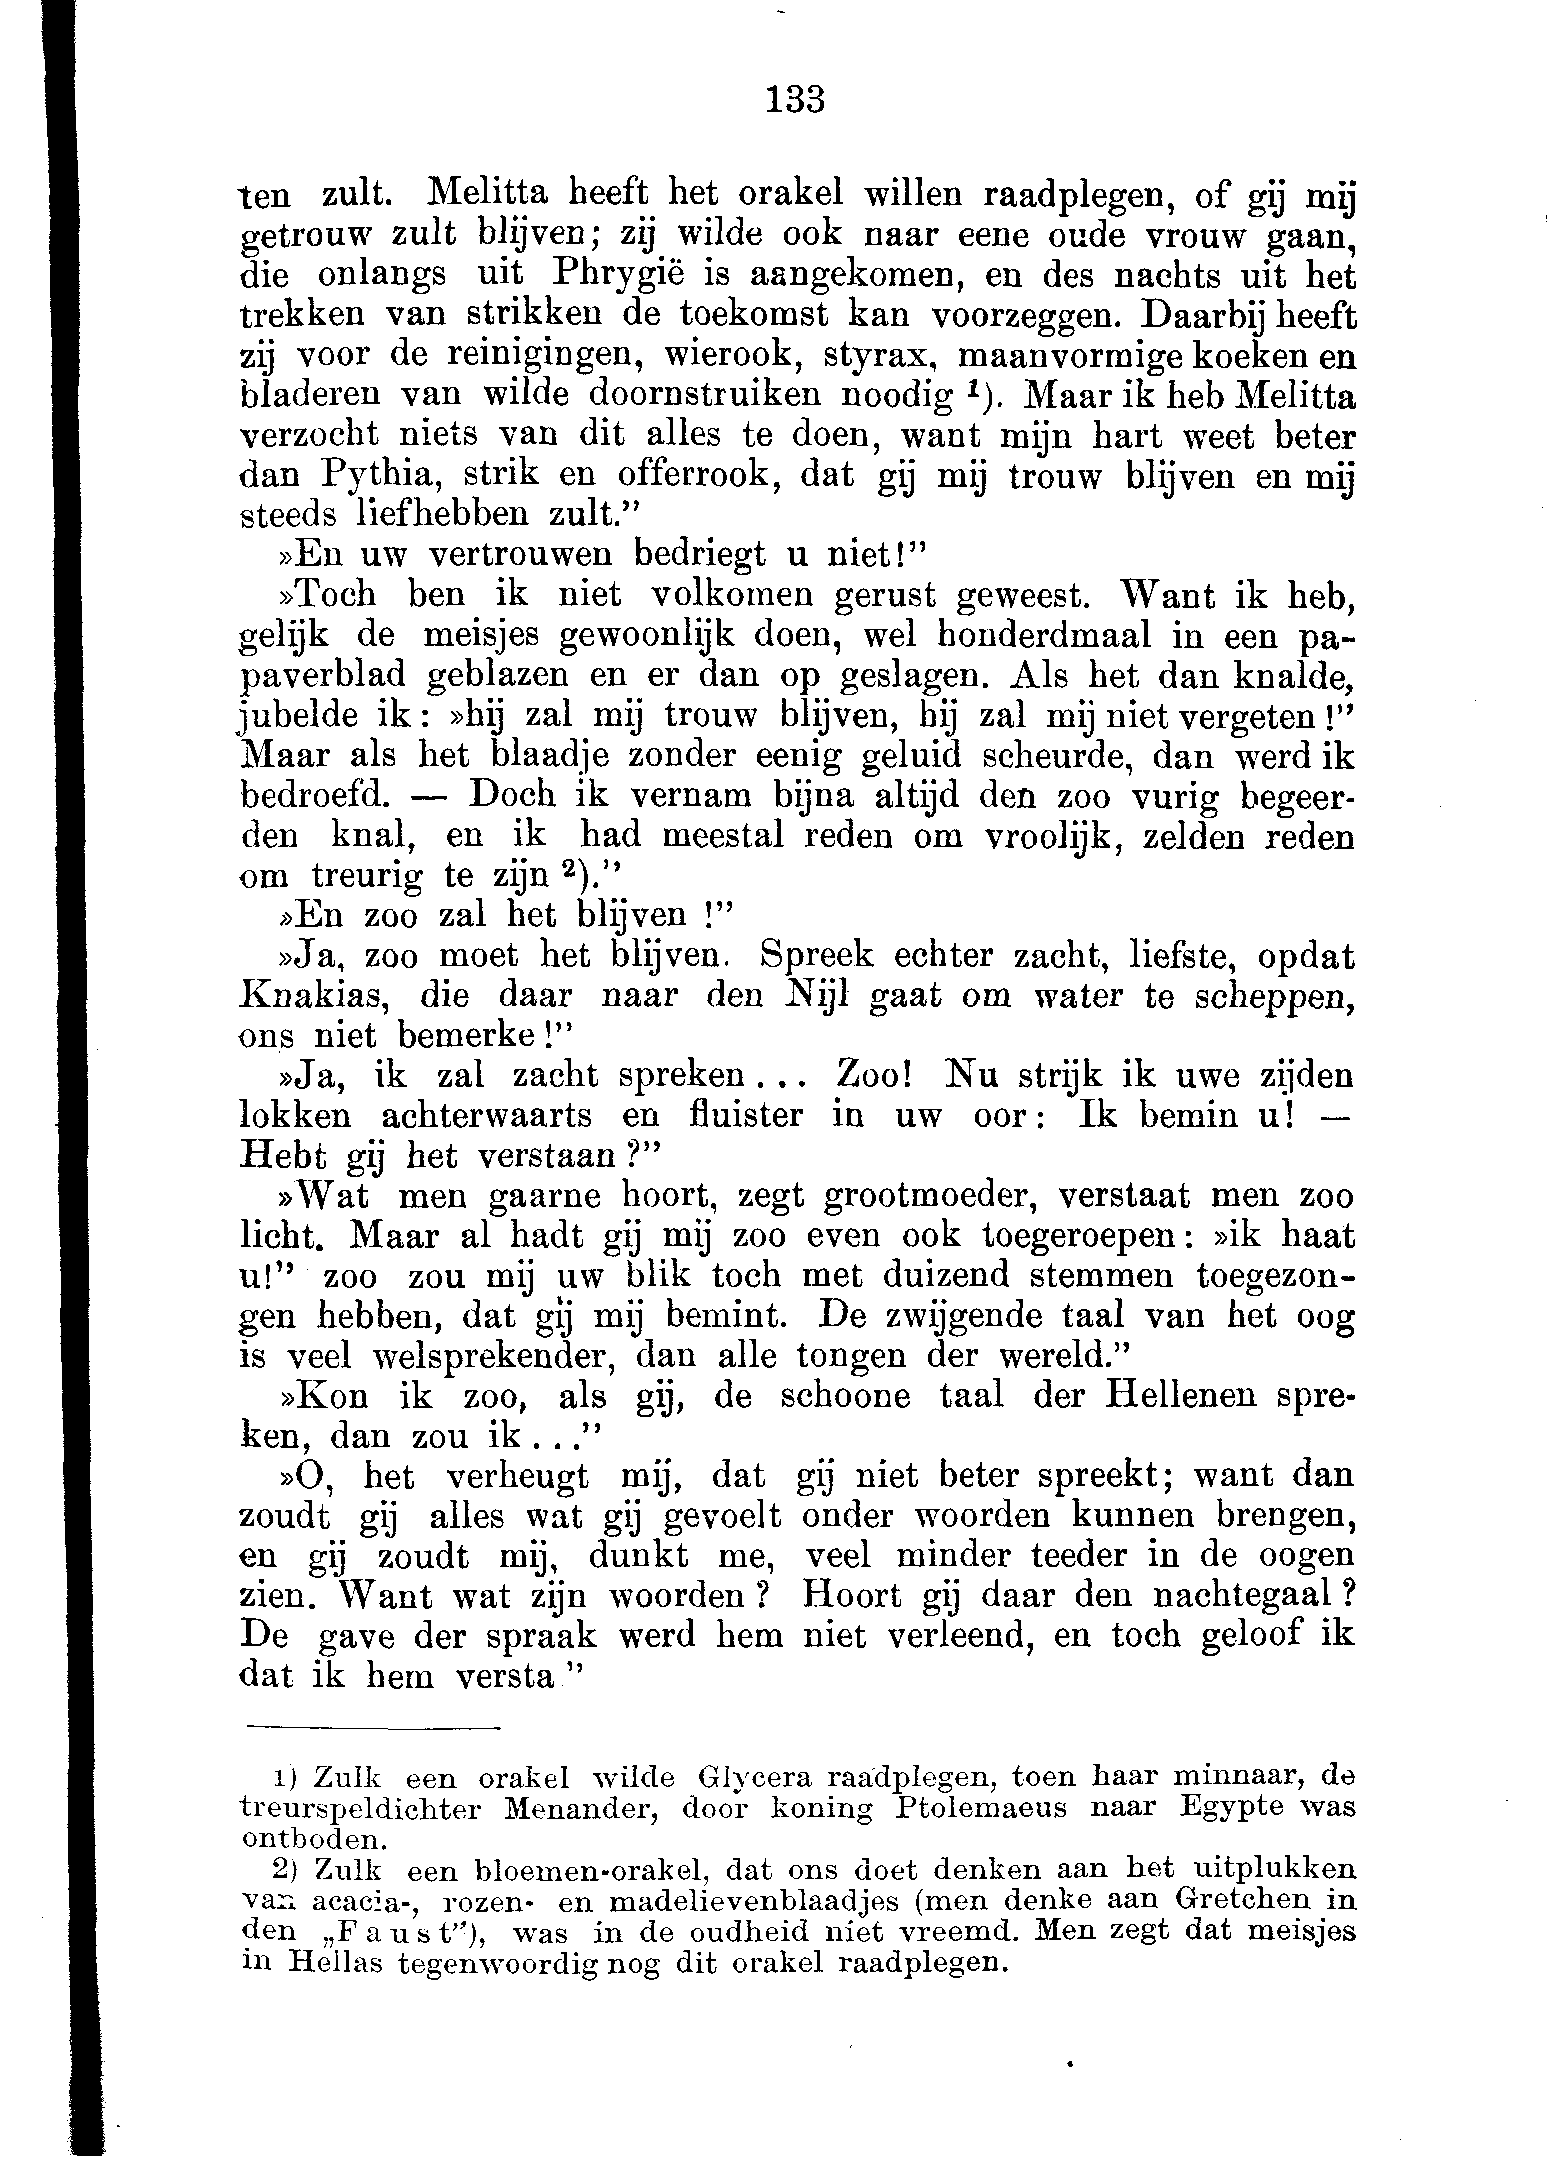 133
ten zult. Melitta heeft het orakel willen raadplegen, of gij mij
getrouw zult blijven; zij wilde ook naar eene oude vrouw gaan,
die onlangs uit Phrygië is aangekomen, en des nachts uit het
trekken van strikken de toekomst kan voorzeggen. Daarbij heeft
zij voor de reinigingen, wierook, styrax, maanvormige koeken en
bladeren van wilde doornstruiken noodig ¹). Maar ik heb Melitta
verzocht niets van dit alles te doen, want mijn hart weet beter
dan Pythia, strik en offerrook, dat gij mij trouw blijven en mij
steeds liefhebben zult.”
»En uw vertrouwen bedriegt u niet!”
»Toch ben ik niet volkomen gerust geweest. Want ik heb,
gelijk de meisjes gewoonlijk doen, wel honderdmaal in een pa-
paverblad geblazen en er dan op geslagen. Als het dan knalde,
jubelde ik: »hij zal mij trouw blijven, hij zal mij niet vergeten!”
Maar als het blaadje zonder eenig geluid scheurde, dan werd ik
bedroefd. — Doch ik vernam bijna altijd den zoo vurig begeer-
den knal, en ik had meestal reden om vroolijk, zelden reden
om treurig te zijn ²).”
»En zoo zal het blijven!”
»Ja, zoo moet het blijven. Spreek echter zacht, liefste, opdat
Knakias, die daar naar den Nijl gaat om water te scheppen,
ons niet bemerke!”
»Ja, ik zal zacht spreken... Zoo! Nu strijk ik uwe zijden
lokken achterwaarts en fluister in uw oor: Ik bemin u! —
Hebt gij het verstaan?”
»Wat men gaarne hoort, zegt grootmoeder, verstaat men zoo
licht. Maar al hadt gij mij zoo even ook toegeroepen: »ik haat
u!” zoo zou mij uw blik toch met duizend stemmen toegezon-
gen hebben, dat gij mij bemint. De zwijgende taal van het oog
is veel welsprekender, dan alle tongen der wereld.”
»Kon ik zoo, als gij, de schoone taal der Hellenen spre-
ken, dan zou ik...”
»O, het verheugt mij, dat gij niet beter spreekt; want dan
zoudt gij alles wat gij gevoelt onder woorden kunnen brengen,
en gij zoudt mij, dunkt me, veel minder teeder in de oogen
zien. Want wat zijn woorden? Hoort gij daar den nachtegaal?
De gave der spraak werd hem niet verleend, en toch geloof ik
dat ik hem versta”
1) Zulk een orakel wilde Glycera raadplegen, toen haar minnaar, de
treurspeldichter Menander, door koning Ptolemaeus naar Egypte was
ontboden.
2) Zulk een bloemen-orakel, dat ons doet denken aan het uitplukken
van acacia-, rozen- en madelievenblaadjes (men denke aan Gretchen in
den „Faust”), was in de oudheid niet vreemd. Men zegt dat meisjes
in Hellas tegenwoordig nog dit orakel raadplegen.